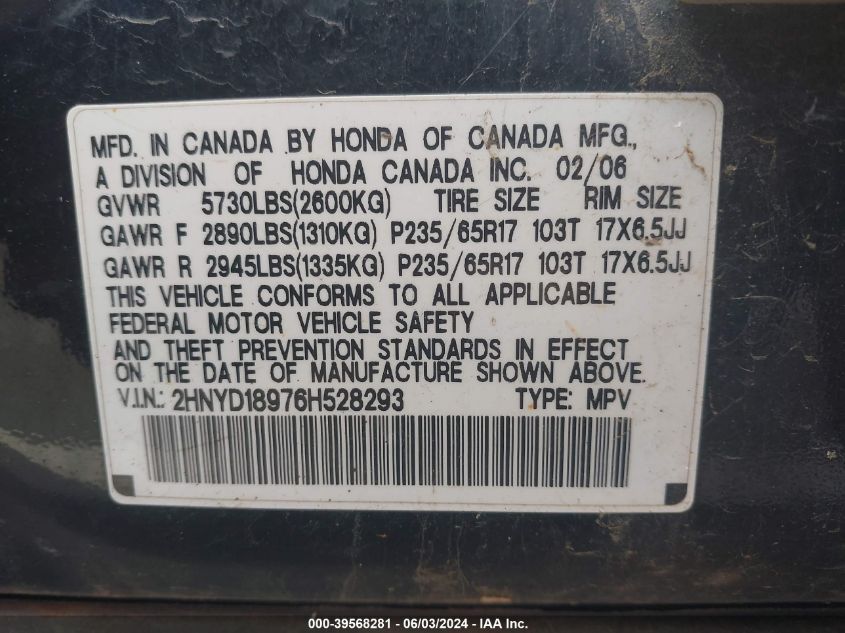 MFD. IN CANADA BY HONDA OF CANADA MFG.,
A DIVISION OF HONDA CANADA INC. 02/06
GVWR 5730LBS(2600KG) TIRE SIZE RIM SIZE
GAWR F 2890LBS(1310KG) P235/65R17 103T 17X6.5JJ
GAWR R 2945LBS(1335KG) P235/65R17 103T 17X6.5JJ
THIS VEHICLE CONFORMS TO ALL APPLICABLE
FEDERAL MOTOR VEHICLE SAFETY
AND THEFT PREVENTION STANDARDS IN EFFECT
ON THE DATE OF MANUFACTURE SHOWN ABOVE.
V.I.N.: 2HNYD18976H528293 TYPE: MPV
000-39568281 - 06/03/2024 - IAA Inc.